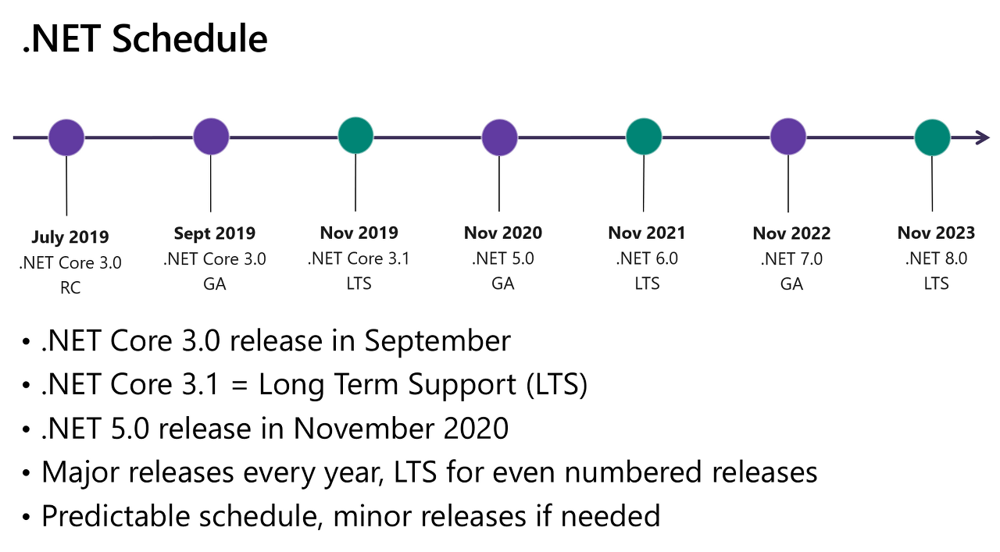 .NET Schedule
July 2019
.NET Core 3.0
RC
Sept 2019
.NET Core 3.0
GA
Nov 2019
.NET Core 3.1
LTS
Nov 2020
.NET 5.0
GA
Nov 2021
.NET 6.0
LTS
Nov 2022
.NET 7.0
GA
Nov 2023
.NET 8.0
LTS
• .NET Core 3.0 release in September
• .NET Core 3.1 = Long Term Support (LTS)
• .NET 5.0 release in November 2020
• Major releases every year, LTS for even numbered releases
• Predictable schedule, minor releases if needed